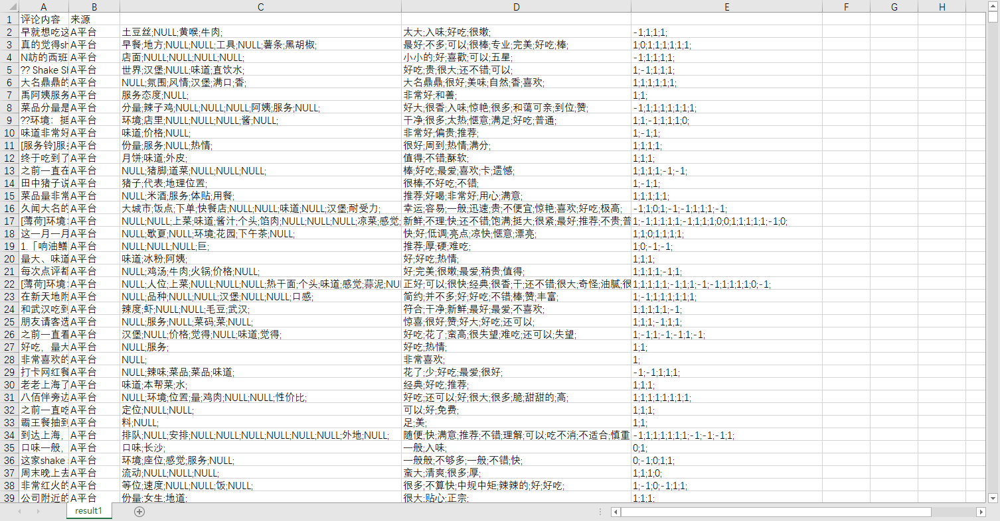 A B C D E F G H
1 评论内容 来源
2 早就想吃这 A平台 土豆丝;NULL;黄喉;牛肉; 太大;入味;好吃;很嫩; -1;1;1;1;
3 真的觉得sh A平台 早餐;地方;NULL;NULL;工具;NULL;薯条;黑胡椒; 最好;不多;可以;很棒;专业;完美;好吃;棒; 1;0;1;1;1;1;1;1;
4 N訪的西班 A平台 店面;NULL;NULL;NULL;NULL; 小小的;好;喜歡;可以;五星; -1;1;1;1;1;
5 ?? Shake Sh A平台 世界;汉堡;NULL;味道;直饮水; 好吃;贵;很大;还不错;可以; 1;-1;1;1;1;
6 大名鼎鼎的 A平台 NULL;氛围;风情;汉堡;满口;香; 大名鼎鼎;很好;美味;自然;香;喜欢; 1;1;1;1;1;1;
7 禹阿姨服务 A平台 服务态度;NULL; 非常好;和善; 1;1;
8 菜品分量是 A平台 分量;辣子鸡;NULL;NULL;NULL;阿姨;服务;NULL; 好大;很香;入味;惊艳;很多;和蔼可亲;到位;赞; -1;1;1;1;1;1;1;1;
9 ??环境：挺 A平台 环境;店里;NULL;NULL;NULL;酱;NULL; 干净;很多;太热;惬意;满足;好吃;普通; 1;1;-1;1;1;1;0;
10 味道非常好 A平台 味道;价格;NULL; 非常好;偏贵;推荐; 1;-1;1;
11 [服务铃]服务 A平台 份量;服务;NULL;热情; 很好;周到;热情;满分; 1;1;1;1;
12 终于吃到了 A平台 月饼;味道;外皮; 值得;不错;酥软; 1;1;1;
13 之前一直在 A平台 NULL;猪脚;道菜;NULL;NULL;NULL; 棒;好吃;最爱;喜欢;卡;遗憾; 1;1;1;1;-1;-1;
14 田中猪子说 A平台 猪子;代表;地理位置; 很棒;不好吃;不错; 1;-1;1;
15 菜品量非常 A平台 NULL;米酒;服务;体贴;用餐; 推荐;好喝;非常好;用心;满意; 1;1;1;1;1;
16 久闻大名的 A平台 大城市;饭点;下单;快餐店;NULL;NULL;味道;NULL;汉堡;耐受力; 幸运;容易;一般;迅速;贵;不便宜;惊艳;喜欢;好吃;极高; -1;1;0;1;-1;-1;1;1;1;-1;
17 [薄荷]环境: A平台 NULL;NULL;上菜;味道;酱汁;个头;馅肉;NULL;NULL;NULL;凉菜;感觉; 新鲜;不理;快;还不错;饱满;挺大;很紧;最好;推荐;不贵;普 1;-1;1;1;1;1;-1;1;1;1;0;0;1;1;1;1;1;-1;0;
18 这一月一月 A平台 NULL;歇夏;NULL;环境;花园;下午茶;NULL; 快;好;低调;亮点;凉快;惬意;漂亮; 1;1;0;1;1;1;1;
19 1.「响油鳝 A平台 NULL;NULL;NULL;巨; 推荐;厚;硬;难吃; 1;0;-1;-1;
20 量大、味道 A平台 味道;冰粉;阿姨; 好;好吃;热情; 1;1;1;
21 每次点评都 A平台 NULL;鸡汤;牛肉;火锅;价格;NULL; 好;完美;很嫩;最爱;稍贵;值得; 1;1;1;1;-1;1;
22 [薄荷]环境: A平台 NULL;人位;上菜;NULL;NULL;NULL;热干面;个头;味道;感觉;蒜泥;NUL 正好;可以;很快;经典;很香;干;还不错;很大;奇怪;油腻;很 1;1;1;1;1;-1;1;1;-1;-1;1;1;1;1;0;-1;
23 在新天地附 A平台 NULL;品种;NULL;NULL;汉堡;NULL;NULL;口感; 简约;并不多;好;好吃;不错;棒;赞;丰富; 1;-1;1;1;1;1;1;1;
24 和武汉吃到 A平台 辣度;虾;NULL;NULL;毛豆;武汉; 符合;干净;新鲜;最好;最爱;不喜欢; 1;1;1;1;1;-1;
25 朋友请客选 A平台 NULL;服务;NULL;菜码;菜;NULL; 惊喜;很好;赞;好大;好吃;还可以; 1;1;1;-1;1;1;
26 之前一直看 A平台 汉堡;NULL;价格;觉得;NULL;味道;觉得; 好吃;花了;蛮高;很失望;难吃;还可以;失望; 1;-1;1;-1;-1;1;-1;
27 好吃，量大 A平台 NULL;服务; 好吃;热情; 1;1;
28 非常喜欢的 A平台 NULL; 非常喜欢; 1;
29 打卡网红餐 A平台 NULL;辣味;菜品;菜品;味道; 花了;少;好吃;最爱;很好; -1;-1;1;1;1;
30 老老上海了 A平台 味道;本帮菜;水; 经典;好吃;推荐; 1;1;1;
31 八佰伴旁边 A平台 NULL;环境;位置;量;鸡肉;NULL;NULL;性价比; 好吃;还可以;好;很大;很多;脆;甜甜的;高; 1;1;1;1;1;1;1;1;
32 之前一直吃 A平台 定位;NULL;NULL; 可以;好;免费; 1;1;1;
33 霸王餐抽到 A平台 料;NULL; 足;美; 1;1;
34 到达上海， A平台 排队;NULL;安排;NULL;NULL;NULL;NULL;NULL;NULL;外地;NULL; 随便;快;满意;推荐;不错;理解;可以;吃不消;不适合;慎重 -1;1;1;1;1;1;1;-1;-1;-1;1;
35 口味一般， A平台 口味;长沙; 一般;入味; 0;1;
36 这家shake s A平台 环境;座位;感觉;服务;NULL; 一般般;不够多;一般;不错;快; 0;-1;0;1;1;
37 周末晚上去 A平台 流动;NULL;NULL;NULL; 蛮大;清爽;很多;厚; 1;1;1;0;
38 非常红火的 A平台 等位;速度;NULL;NULL;饭;NULL; 很多;不算快;中规中矩;辣辣的;好;好吃; 1;-1;0;-1;1;1;
39 公司附近的 A平台 份量;女生;地道; 很大;贴心;正宗; 1;1;1;
result1